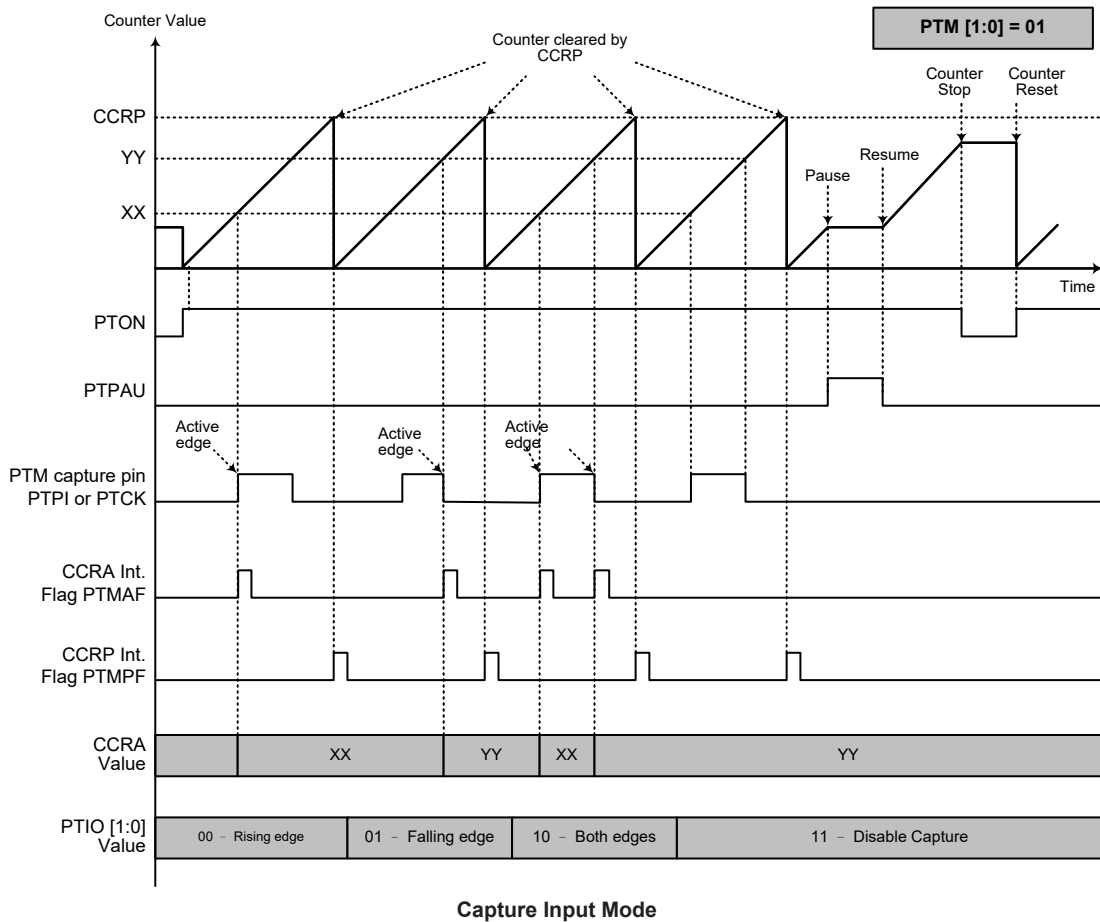 Counter Value
PTM [1:0] = 01
Counter cleared by
CCRP
Counter
Stop
Counter
Reset
CCRP
YY
XX
Pause
Resume
Time
PTON
PTPAU
Active
edge
Active
edge
Active
edge
PTM capture pin
PTPI or PTCK
CCRA Int.
Flag PTMAF
CCRP Int.
Flag PTMPF
CCRA
Value
XX
YY
XX
YY
PTIO [1:0]
Value
00 – Rising edge
01 – Falling edge
10 – Both edges
11 – Disable Capture
Capture Input Mode